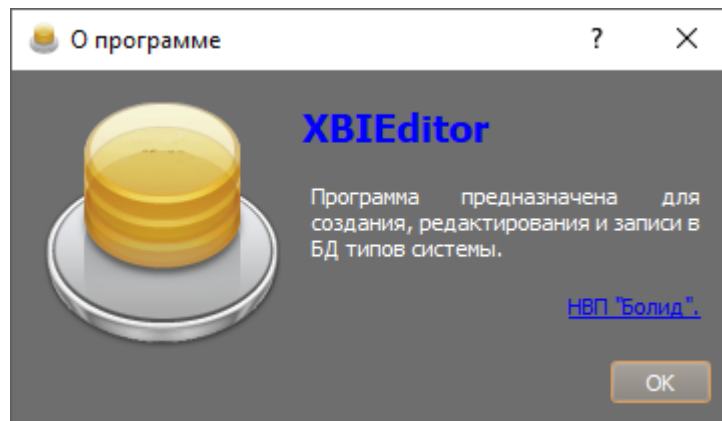 О программе
XBIEditor
Программа предназначена для
создания, редактирования и записи в
БД типов системы.
НВП "Болид".
OK